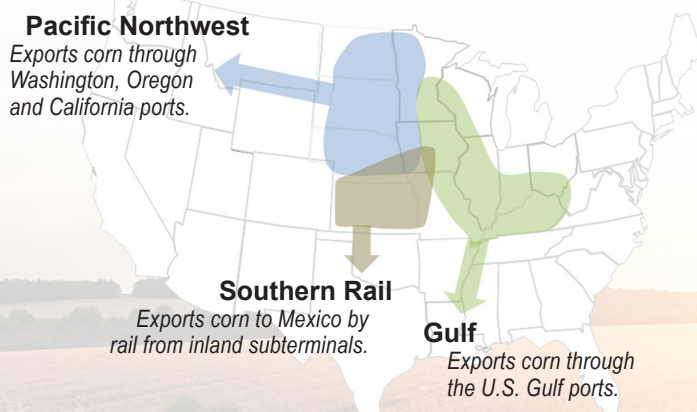 Pacific Northwest
Exports corn through
Washington, Oregon
and California ports.
Southern Rail
Exports corn to Mexico by
rail from inland subterminals.
Gulf
Exports corn through
the U.S. Gulf ports.